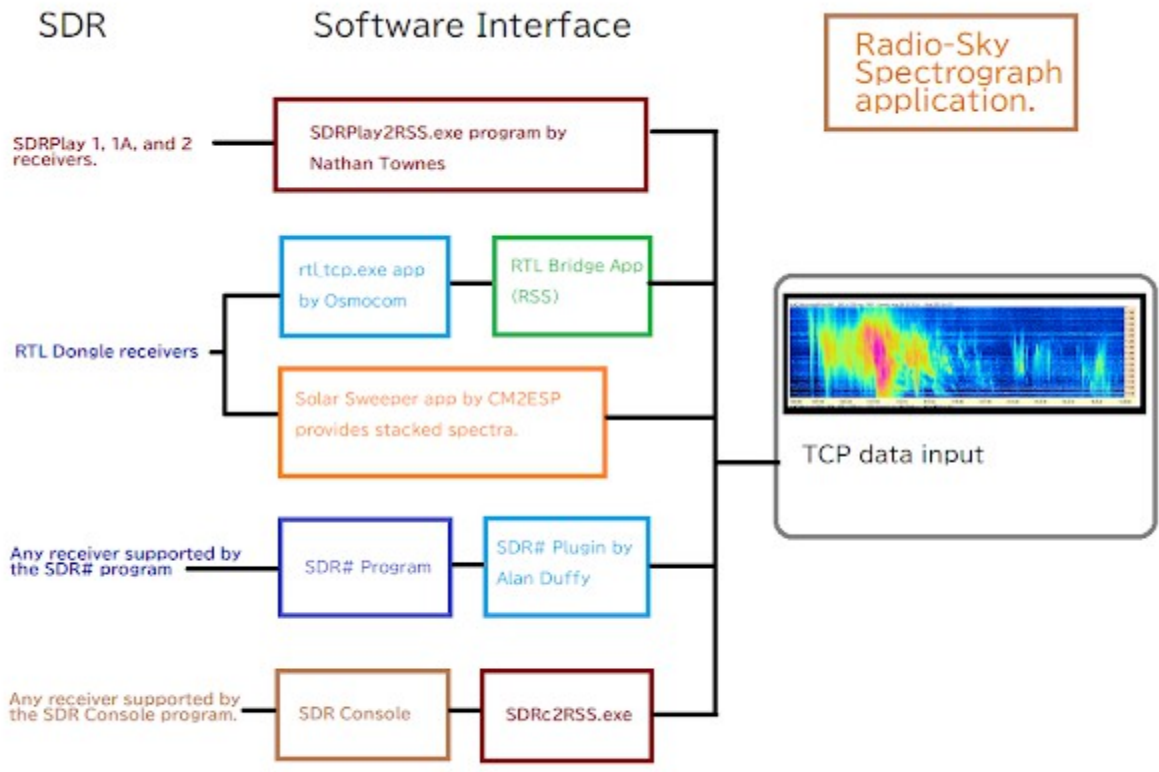 SDR
Software Interface
Radio-Sky
Spectrograph
application.
SDRPlay 1, 1A, and 2
receivers.
SDRPlay2RSS.exe program by
Nathan Townes
rtl_tcp.exe app
by Osmocom
RTL Bridge App
(RSS)
RTL Dongle receivers
Solar Sweeper app by CM2ESP
provides stacked spectra.
TCP data input
Any receiver supported by
the SDR# program
SDR# Program
SDR# Plugin by
Alan Duffy
Any receiver supported by
the SDR Console program.
SDR Console
SDRc2RSS.exe